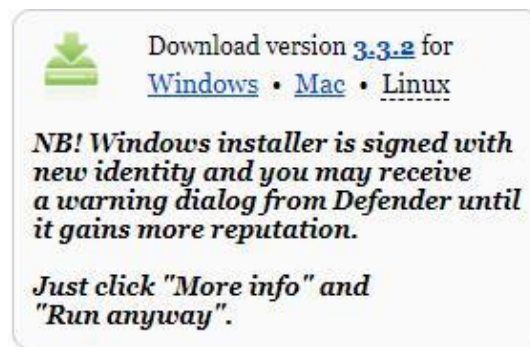 Download version 3.3.2 for
Windows • Mac • Linux
NB! Windows installer is signed with
new identity and you may receive
a warning dialog from Defender until
it gains more reputation.
Just click "More info" and
"Run anyway".